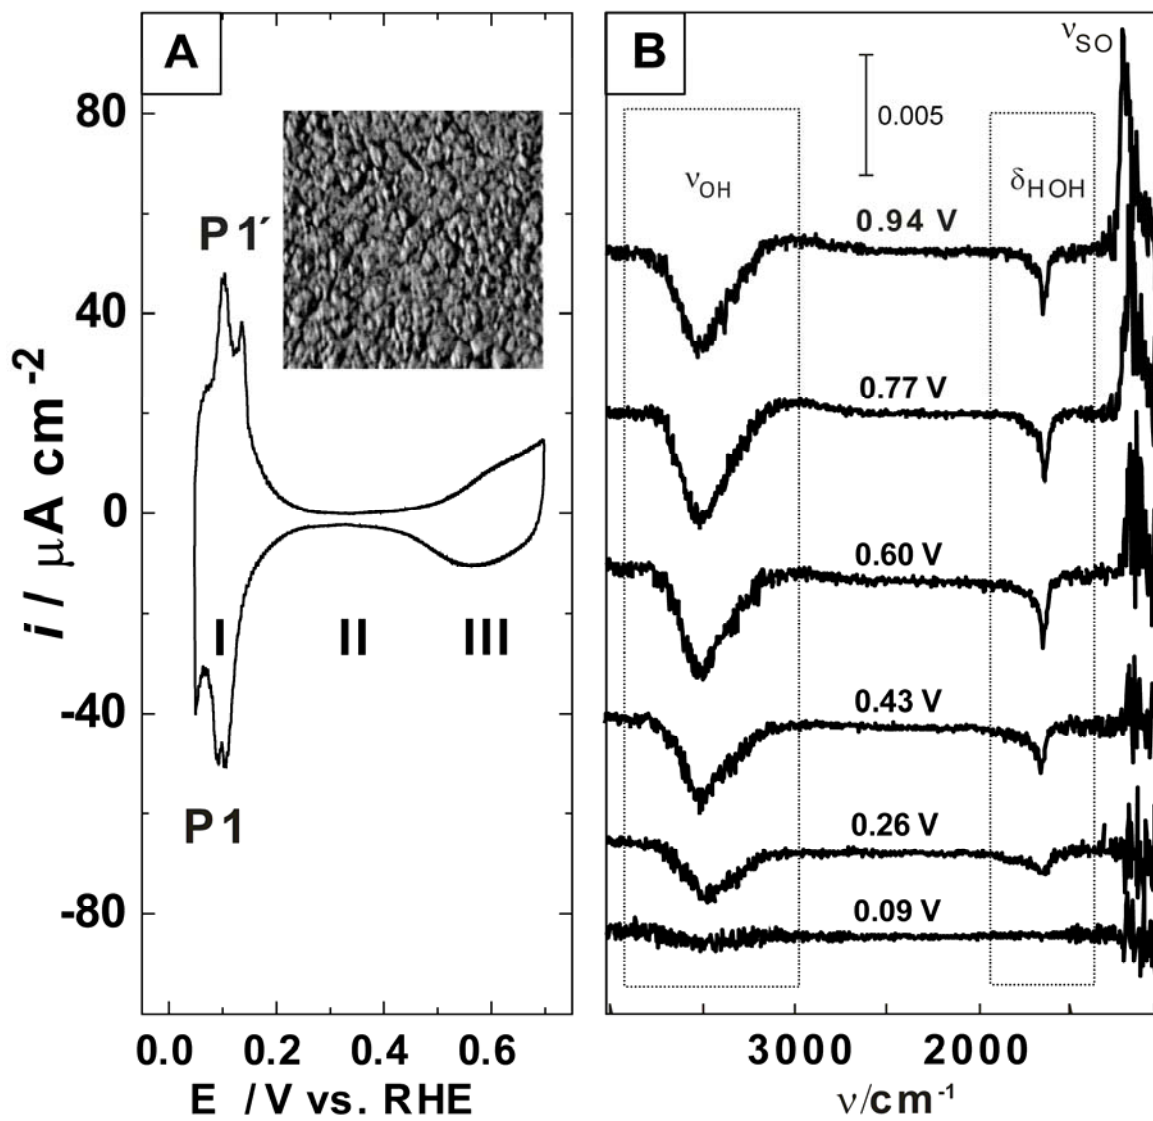 A
80
40
0
-40
-80
i / μA cm-2
P1´
I
II
III
P1
0.0 0.2 0.4 0.6
E / V vs. RHE
B
νSO
0.005
νOH
δHOH
0.94 V
0.77 V
0.60 V
0.43 V
0.26 V
0.09 V
3000 2000
ν/cm-1